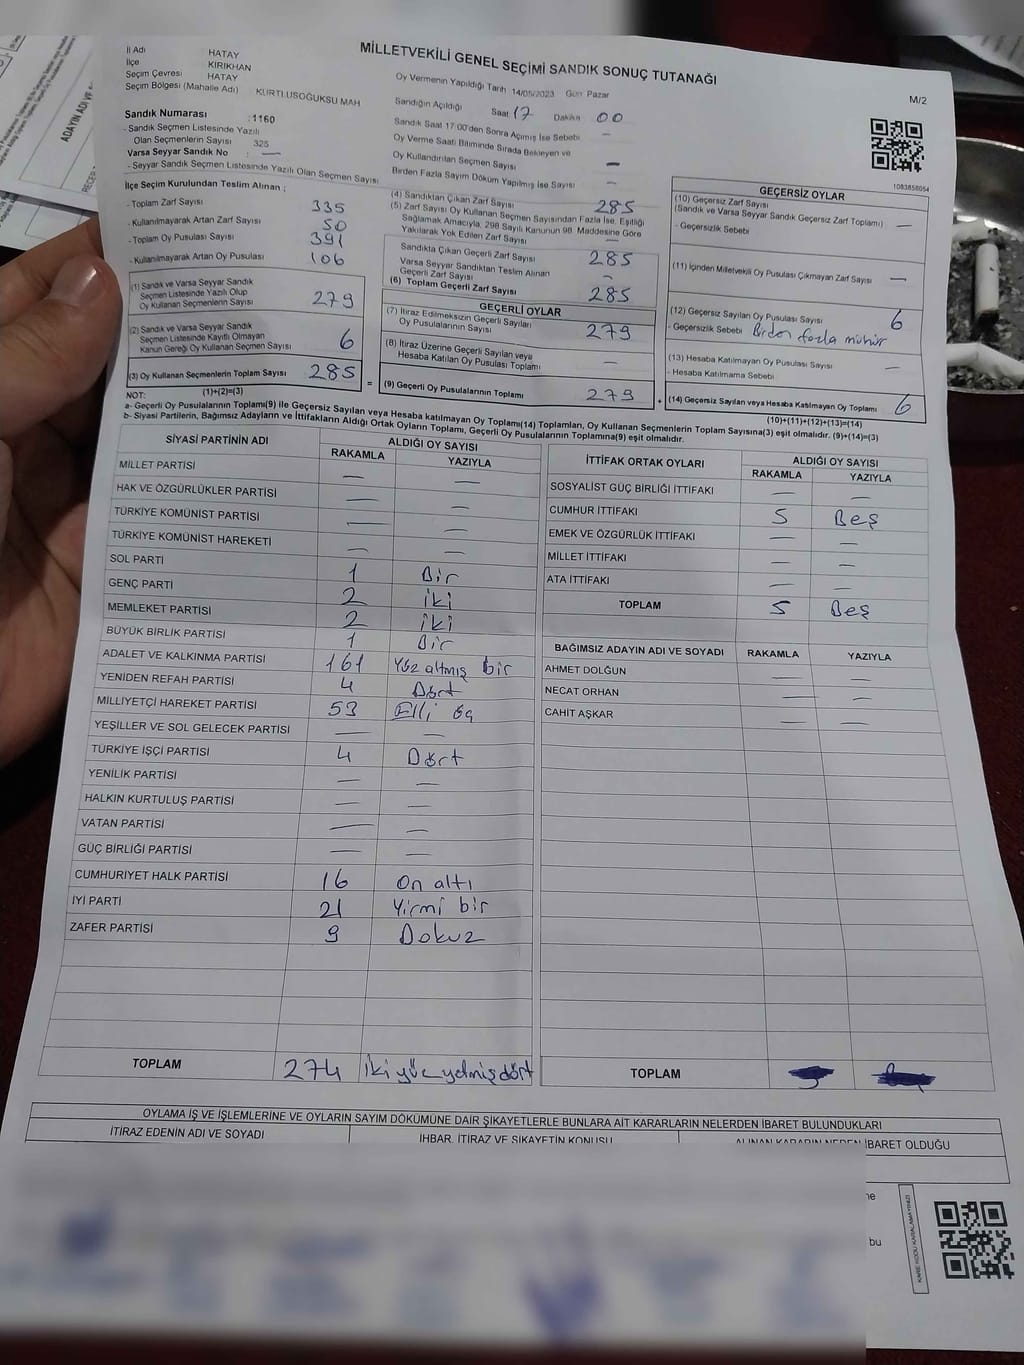 MİLLETVEKİLİ GENEL SEÇİMİ SANDIK SONUÇ TUTANAĞI
M/2
İl Adı HATAY
İlçe KIRIKHAN
Seçim Çevresi HATAY
Seçim Bölgesi (Mahalle Adı) KURTLUSOĞUKSU MAH
Sandık Numarası :1160
- Sandık Seçmen Listesinde Yazılı
Olan Seçmenlerin Sayısı 325
Varsa Seyyar Sandık No : —
- Seyyar Sandık Seçmen Listesinde Yazılı Olan Seçmen Sayısı
Oy Vermenin Yapıldığı Tarih 14/05/2023 Gün Pazar
Sandığın Açıldığı Saat 17 Dakika 00
Sandık Saat 17:00'den Sonra Açılmış İse Sebebi —
Oy Verme Saati Bitiminde Sırada Bekleyen ve
Oy Kullandırılan Seçmen Sayısı —
Birden Fazla Sayım Döküm Yapılmış İse Sayısı —
İlçe Seçim Kurulundan Teslim Alınan ;
- Toplam Zarf Sayısı 335
- Kullanılmayarak Artan Zarf Sayısı 50
- Toplam Oy Pusulası Sayısı 391
- Kullanılmayarak Artan Oy Pusulası 106
(1) Sandık ve Varsa Seyyar Sandık
Seçmen Listesinde Yazılı Olup
Oy Kullanan Seçmenlerin Sayısı 279
(2) Sandık ve Varsa Seyyar Sandık
Seçmen Listesinde Kayıtlı Olmayan
Kanun Gereği Oy Kullanan Seçmen Sayısı 6
(3) Oy Kullanan Seçmenlerin Toplam Sayısı 285
(1)+(2)=(3)
(4) Sandıktan Çıkan Zarf Sayısı 285
(5) Zarf Sayısı Oy Kullanan Seçmen Sayısından Fazla İse, Eşitliği
Sağlamak Amacıyla, 298 Sayılı Kanunun 98. Maddesine Göre
Yakılarak Yok Edilen Zarf Sayısı —
Sandıkta Çıkan Geçerli Zarf Sayısı 285
Varsa Seyyar Sandıktan Teslim Alınan
Geçerli Zarf Sayısı —
(6) Toplam Geçerli Zarf Sayısı 285
GEÇERLİ OYLAR
(7) İtiraz Edilmeksizin Geçerli Sayılan
Oy Pusulalarının Sayısı 279
(8) İtiraz Üzerine Geçerli Sayılan veya
Hesaba Katılan Oy Pusulası Toplamı —
= (9) Geçerli Oy Pusulalarının Toplamı 279 +
1083858054
GEÇERSİZ OYLAR
(10) Geçersiz Zarf Sayısı
(Sandık ve Varsa Seyyar Sandık Geçersiz Zarf Toplamı) —
- Geçersizlik Sebebi
(11) İçinden Milletvekili Oy Pusulası Çıkmayan Zarf Sayısı —
(12) Geçersiz Sayılan Oy Pusulası Sayısı 6
- Geçersizlik Sebebi Birden fazla mühür
(13) Hesaba Katılmayan Oy Pusulası Sayısı —
- Hesaba Katılmama Sebebi
(14) Geçersiz Sayılan veya Hesaba Katılmayan Oy Toplamı 6
(10)+(11)+(12)+(13)=(14)
NOT:
a- Geçerli Oy Pusulalarının Toplamı(9) ile Geçersiz Sayılan veya Hesaba katılmayan Oy Toplamı(14) Toplamları, Oy Kullanan Seçmenlerin Toplam Sayısına(3) eşit olmalıdır. (9)+(14)=(3)
b- Siyasi Partilerin, Bağımsız Adayların ve İttifakların Aldığı Ortak Oyların Toplamı, Geçerli Oy Pusulalarının Toplamına(9) eşit olmalıdır.
SİYASİ PARTİNİN ADI ALDIĞI OY SAYISI
RAKAMLA YAZIYLA
MİLLET PARTİSİ — —
HAK VE ÖZGÜRLÜKLER PARTİSİ — —
TÜRKİYE KOMÜNİST PARTİSİ — —
TÜRKİYE KOMÜNİST HAREKETİ — —
SOL PARTİ 1 Bir
GENÇ PARTİ 2 iki
MEMLEKET PARTİSİ 2 iki
BÜYÜK BİRLİK PARTİSİ 1 Bir
ADALET VE KALKINMA PARTİSİ 161 Yüz altmış bir
YENİDEN REFAH PARTİSİ 4 Dört
MİLLİYETÇİ HAREKET PARTİSİ 53 Elli üç
YEŞİLLER VE SOL GELECEK PARTİSİ — —
TÜRKİYE İŞÇİ PARTİSİ 4 Dört
YENİLİK PARTİSİ — —
HALKIN KURTULUŞ PARTİSİ — —
VATAN PARTİSİ — —
GÜÇ BİRLİĞİ PARTİSİ — —
CUMHURİYET HALK PARTİSİ 16 On altı
İYİ PARTİ 21 Yirmi bir
ZAFER PARTİSİ 9 Dokuz
TOPLAM 274 İki yüz yetmiş dört
İTTİFAK ORTAK OYLARI ALDIĞI OY SAYISI
RAKAMLA YAZIYLA
SOSYALİST GÜÇ BİRLİĞİ İTTİFAKI — —
CUMHUR İTTİFAKI 5 Beş
EMEK VE ÖZGÜRLÜK İTTİFAKI — —
MİLLET İTTİFAKI — —
ATA İTTİFAKI — —
TOPLAM 5 Beş
BAĞIMSIZ ADAYIN ADI VE SOYADI RAKAMLA YAZIYLA
AHMET DOLĞUN — —
NECAT ORHAN — —
CAHİT AŞKAR — —
TOPLAM
OYLAMA İŞ VE İŞLEMLERİNE VE OYLARIN SAYIM DÖKÜMÜNE DAİR ŞİKAYETLERLE BUNLARA AİT KARARLARIN NELERDEN İBARET BULUNDUKLARI
İTİRAZ EDENİN ADI VE SOYADI İHBAR, İTİRAZ VE ŞİKAYETİN KONUSU ALINAN KARARIN NEDEN İBARET OLDUĞU
ne
bu
KARE KODU KARALAMAYINIZ!
ADAYIN ADI VE